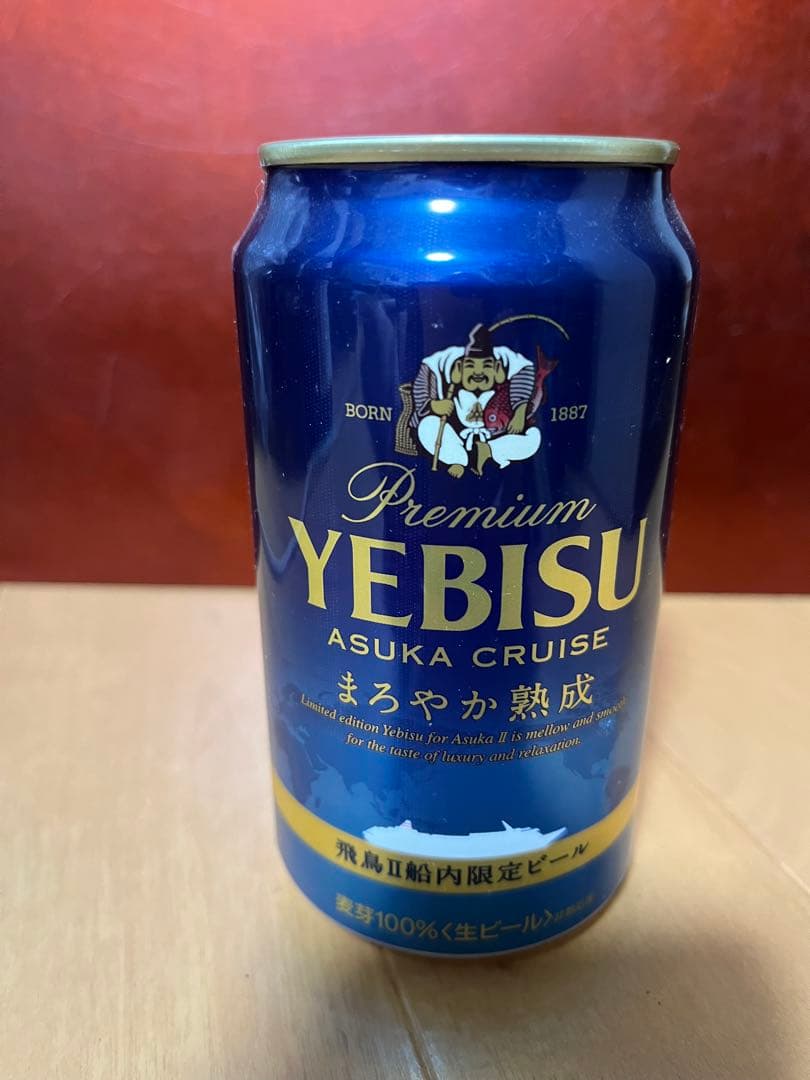 BORN 1887
Premium
YEBISU
ASUKA CRUISE
まろやか熟成
Limited edition Yebisu for Asuka II is mellow and smooth
for the taste of luxury and relaxation.
飛鳥II船内限定ビール
麦芽100%〈生ビール〉